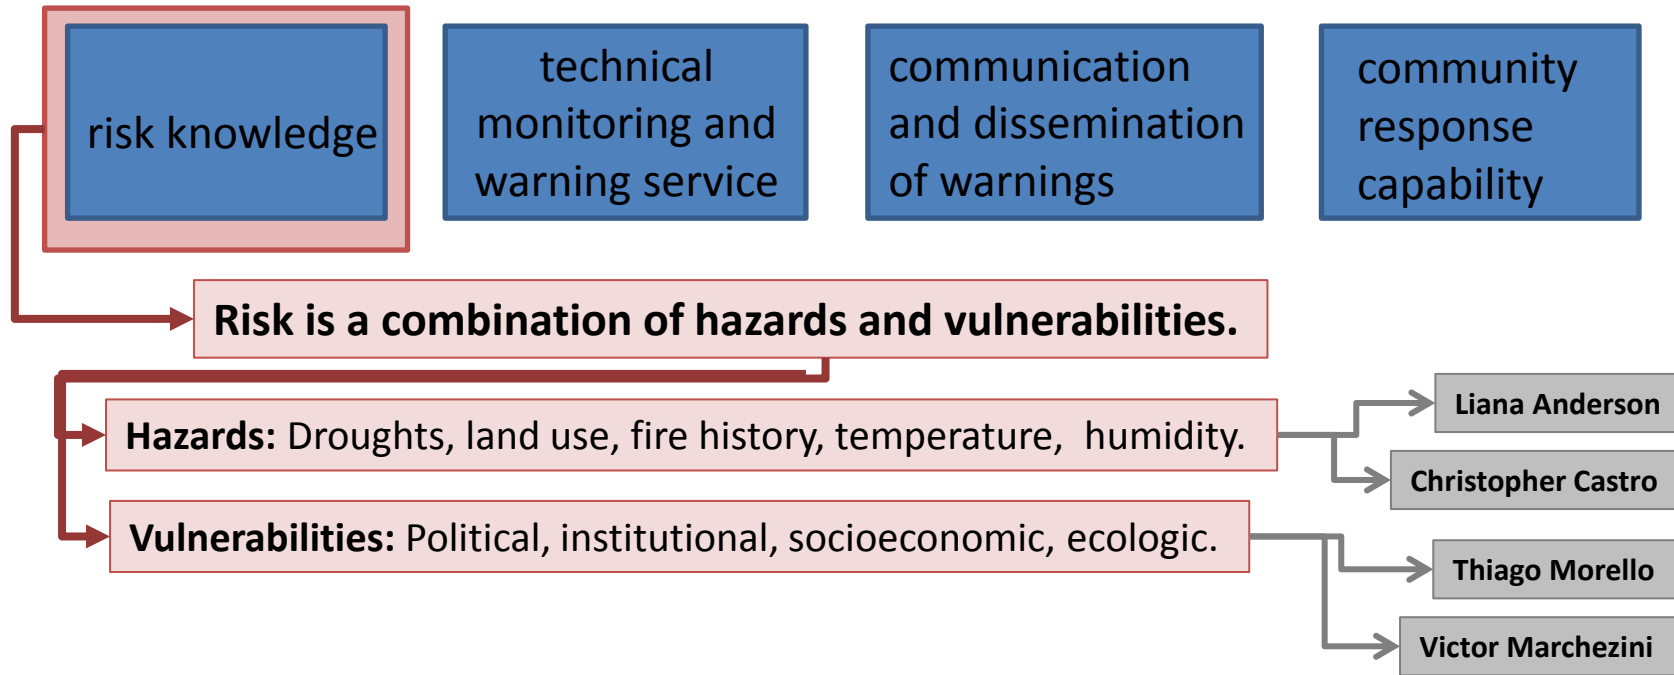 risk knowledge
technical
monitoring and
warning service
communication
and dissemination
of warnings
community
response
capability
Risk is a combination of hazards and vulnerabilities.
Hazards: Droughts, land use, fire history, temperature, humidity.
Vulnerabilities: Political, institutional, socioeconomic, ecologic.
Liana Anderson
Christopher Castro
Thiago Morello
Victor Marchezini